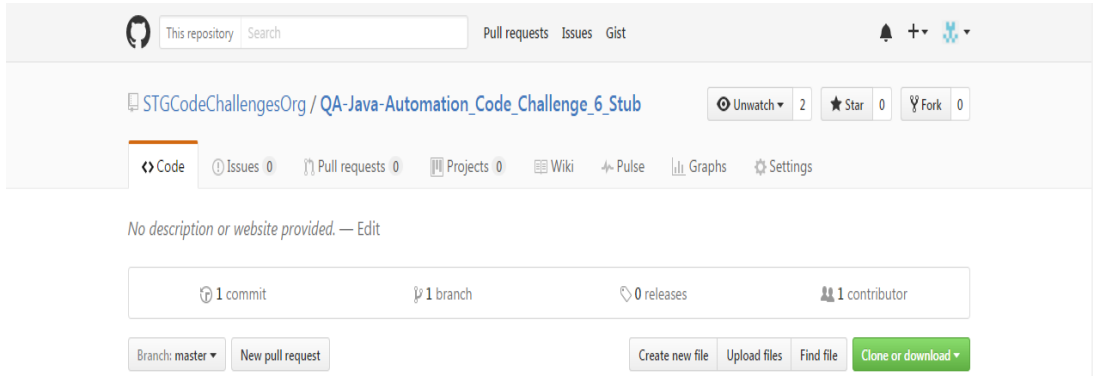 This repository Search Pull requests Issues Gist
STGCodeChallengesOrg / QA-Java-Automation_Code_Challenge_6_Stub Unwatch 2 Star 0 Fork 0
Code Issues 0 Pull requests 0 Projects 0 Wiki Pulse Graphs Settings
No description or website provided. — Edit
1 commit 1 branch 0 releases 1 contributor
Branch: master New pull request Create new file Upload files Find file Clone or download